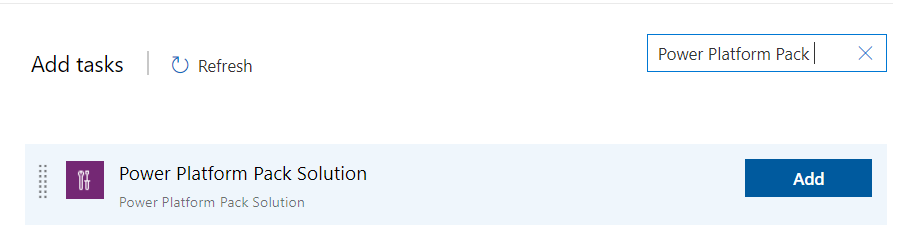 Add tasks
Refresh
Power Platform Pack
Power Platform Pack Solution
Power Platform Pack Solution
Add